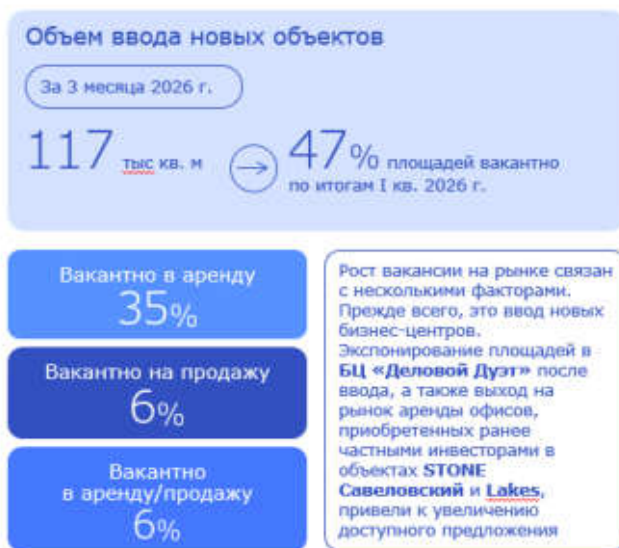 Объем ввода новых объектов
За 3 месяца 2026 г.
117 тыс кв. м
47% площадей вакантно
по итогам I кв. 2026 г.
Вакантно в аренду
35%
Вакантно на продажу
6%
Вакантно
в аренду/продажу
6%
Рост вакансии на рынке связан
с несколькими факторами.
Прежде всего, это ввод новых
бизнес-центров.
Экспонирование площадей в
БЦ «Деловой Дуэт» после
ввода, а также выход на
рынок аренды офисов,
приобретенных ранее
частными инвесторами в
объектах STONE
Савеловский и Lakes,
привели к увеличению
доступного предложения